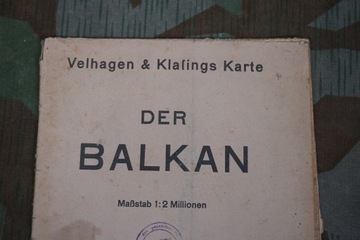 Velhagen & Klaſings Karte
DER
BALKAN
Maßstab 1:2 Millionen